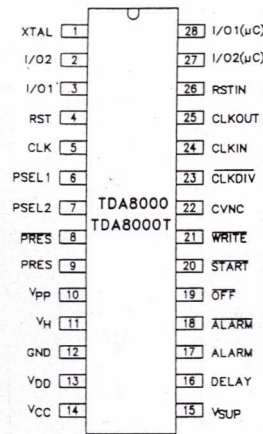 XTAL 1 28 I/O1(μC)
I/O2 2 27 I/O2(μC)
I/O1 3 26 RSTIN
RST 4 25 CLKOUT
CLK 5 24 CLKIN
PSEL1 6 23 CLKDIV
PSEL2 7 22 CVNC
TDA8000
TDA8000T
PRES 8 21 WRITE
PRES 9 20 START
VPP 10 19 OFF
VH 11 18 ALARM
GND 12 17 ALARM
VDD 13 16 DELAY
VCC 14 15 VSUP